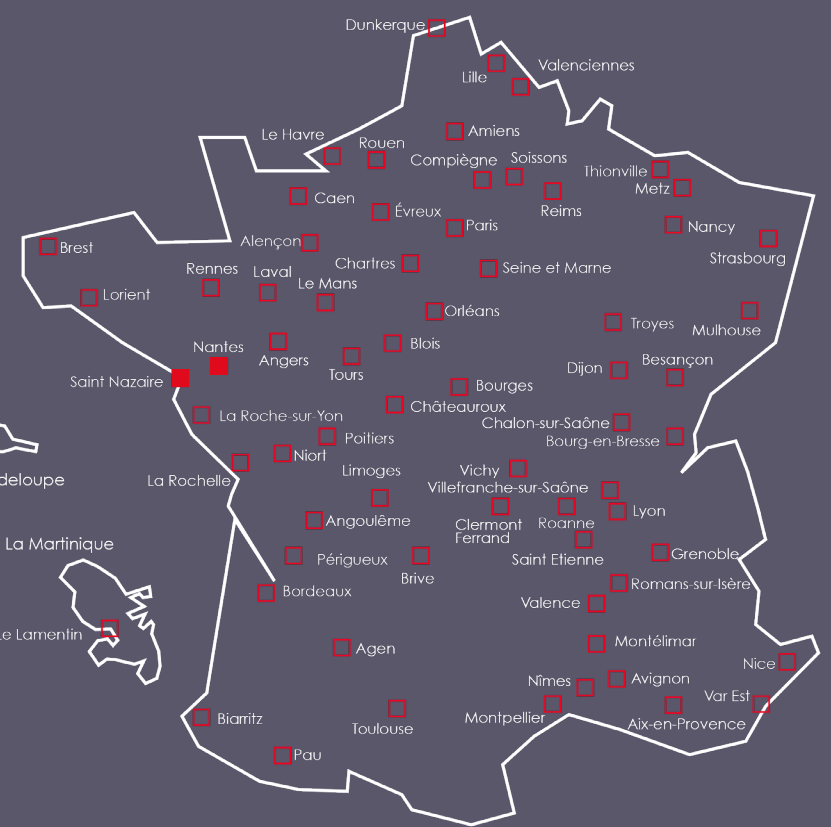 Dunkerque
Valenciennes
Lille
Le Havre
Amiens
Rouen
Compiègne
Soissons
Thionville
Metz
Caen
Reims
Évreux
Paris
Nancy
Alençon
Brest
Strasbourg
Chartres
Rennes
Laval
Seine et Marne
Le Mans
Lorient
Orléans
Troyes
Mulhouse
Nantes
Blois
Angers
Besançon
Dijon
Tours
Saint Nazaire
Bourges
Châteauroux
La Roche-sur-Yon
Chalon-sur-Saône
Poitiers
Bourg-en-Bresse
Niort
Limoges
Vichy
deloupe
La Rochelle
Villefranche-sur-Saône
Lyon
Angoulême
Clermont
Ferrand
Roanne
La Martinique
Saint Etienne
Grenoble
Périgueux
Brive
Romans-sur-Isère
Bordeaux
Valence
Le Lamentin
Montélimar
Agen
Nice
Nîmes
Avignon
Var Est
Biarritz
Montpellier
Aix-en-Provence
Toulouse
Pau